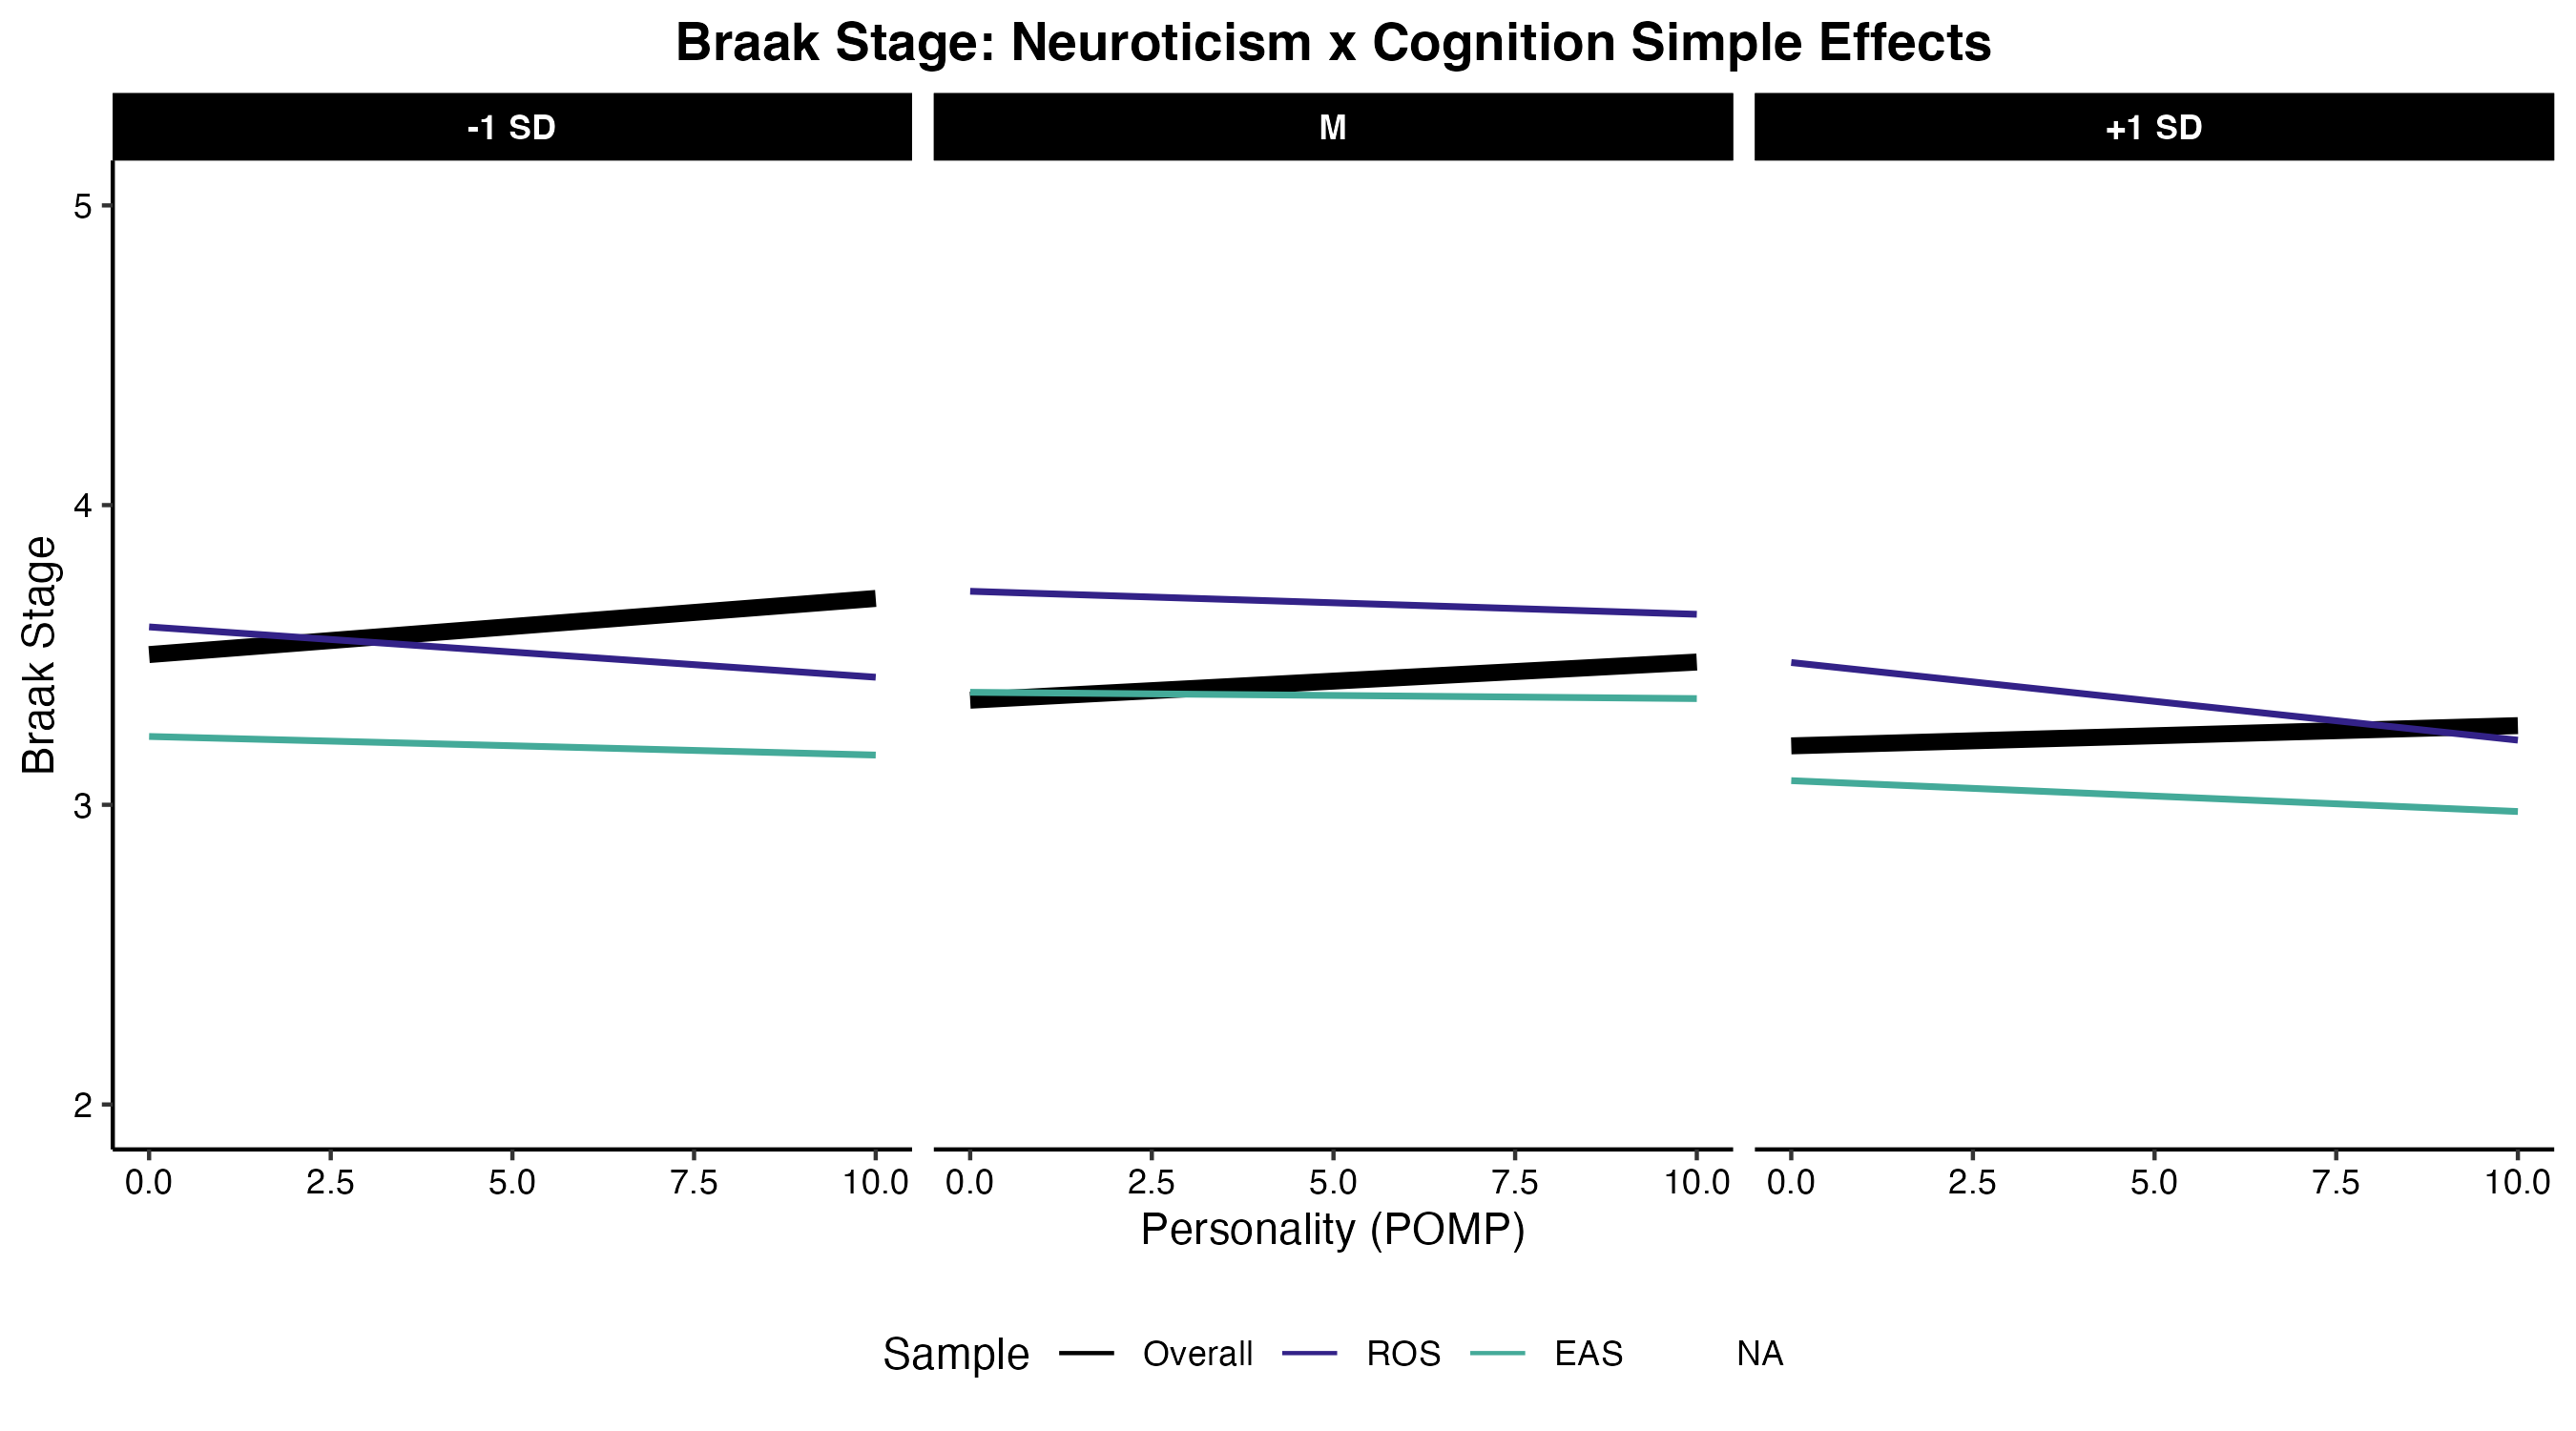 Braak Stage: Neuroticism x Cognition Simple Effects
-1 SD
M
+1 SD
Braak Stage
5
4
3
2
0.0 2.5 5.0 7.5 10.0
0.0 2.5 5.0 7.5 10.0
0.0 2.5 5.0 7.5 10.0
Personality (POMP)
Sample Overall ROS EAS NA